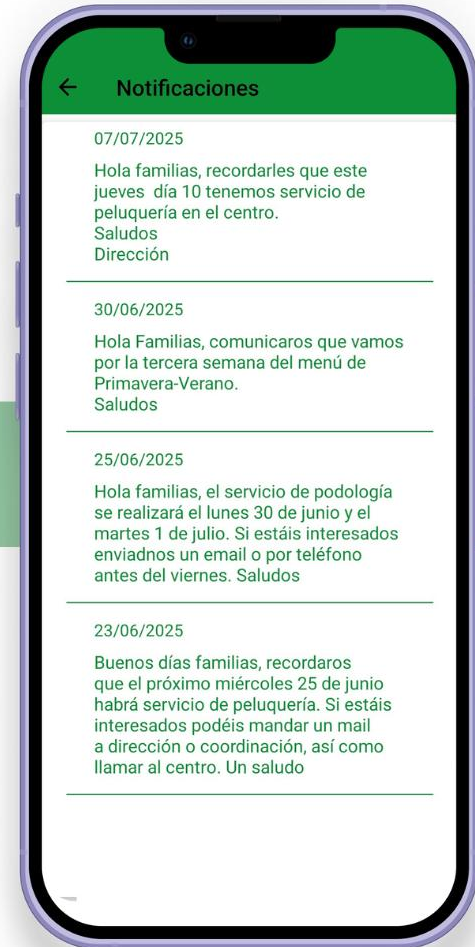 Notificaciones
07/07/2025
Hola familias, recordarles que este
jueves  día 10 tenemos servicio de
peluquería en el centro.
Saludos
Dirección
30/06/2025
Hola Familias, comunicaros que vamos
por la tercera semana del menú de
Primavera-Verano.
Saludos
25/06/2025
Hola familias, el servicio de podología
se realizará el lunes 30 de junio y el
martes 1 de julio. Si estáis interesados
enviadnos un email o por teléfono
antes del viernes. Saludos
23/06/2025
Buenos días familias, recordaros
que el próximo miércoles 25 de junio
habrá servicio de peluquería. Si estáis
interesados podéis mandar un mail
a dirección o coordinación, así como
llamar al centro. Un saludo